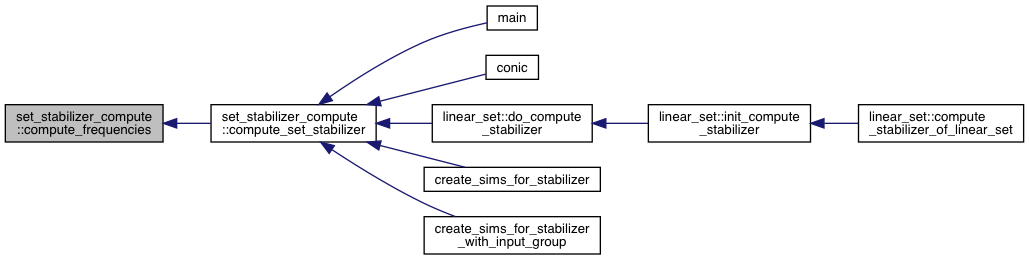 main
conic
set_stabilizer_compute
::compute_frequencies
set_stabilizer_compute
::compute_set_stabilizer
linear_set::do_compute
_stabilizer
linear_set::init_compute
_stabilizer
linear_set::compute
_stabilizer_of_linear_set
create_sims_for_stabilizer
create_sims_for_stabilizer
_with_input_group